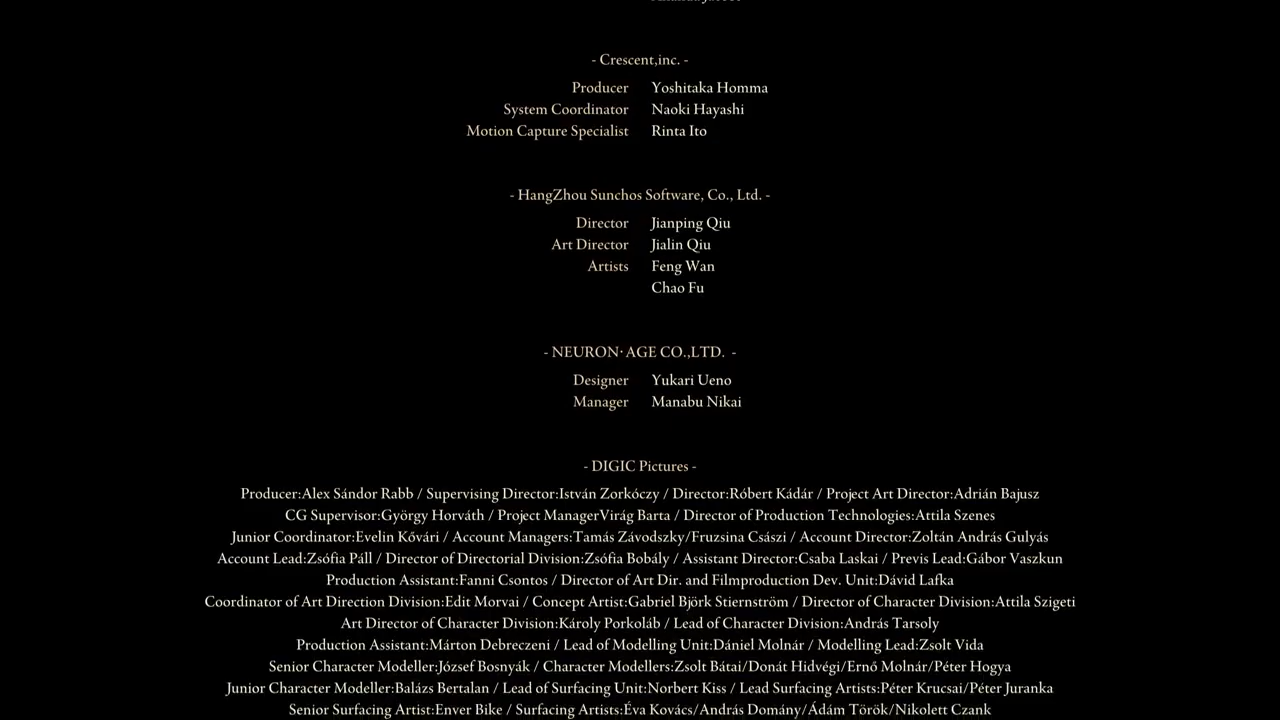 - Crescent,inc. -
Producer Yoshitaka Homma
System Coordinator Naoki Hayashi
Motion Capture Specialist Rinta Ito
- HangZhou Sunchos Software, Co., Ltd. -
Director Jianping Qiu
Art Director Jialin Qiu
Artists Feng Wan
Chao Fu
- NEURON･AGE CO.,LTD. -
Designer Yukari Ueno
Manager Manabu Nikai
- DIGIC Pictures -
Producer:Alex Sándor Rabb / Supervising Director:István Zorkóczy / Director:Róbert Kádár / Project Art Director:Adrián Bajusz
CG Supervisor:György Horváth / Project ManagerVirág Barta / Director of Production Technologies:Attila Szenes
Junior Coordinator:Evelin Kővári / Account Managers:Tamás Závodszky/Fruzsina Császi / Account Director:Zoltán András Gulyás
Account Lead:Zsófia Páll / Director of Directorial Division:Zsófia Bobály / Assistant Director:Csaba Laskai / Previs Lead:Gábor Vaszkun
Production Assistant:Fanni Csontos / Director of Art Dir. and Filmproduction Dev. Unit:Dávid Lafka
Coordinator of Art Direction Division:Edit Morvai / Concept Artist:Gabriel Björk Stiernström / Director of Character Division:Attila Szigeti
Art Director of Character Division:Károly Porkoláb / Lead of Character Division:András Tarsoly
Production Assistant:Márton Debreczeni / Lead of Modelling Unit:Dániel Molnár / Modelling Lead:Zsolt Vida
Senior Character Modeller:József Bosnyák / Character Modellers:Zsolt Bátai/Donát Hidvégi/Ernő Molnár/Péter Hogya
Junior Character Modeller:Balázs Bertalan / Lead of Surfacing Unit:Norbert Kiss / Lead Surfacing Artists:Péter Krucsai/Péter Juranka
Senior Surfacing Artist:Enver Bike / Surfacing Artists:Éva Kovács/András Domány/Ádám Török/Nikolett Czank